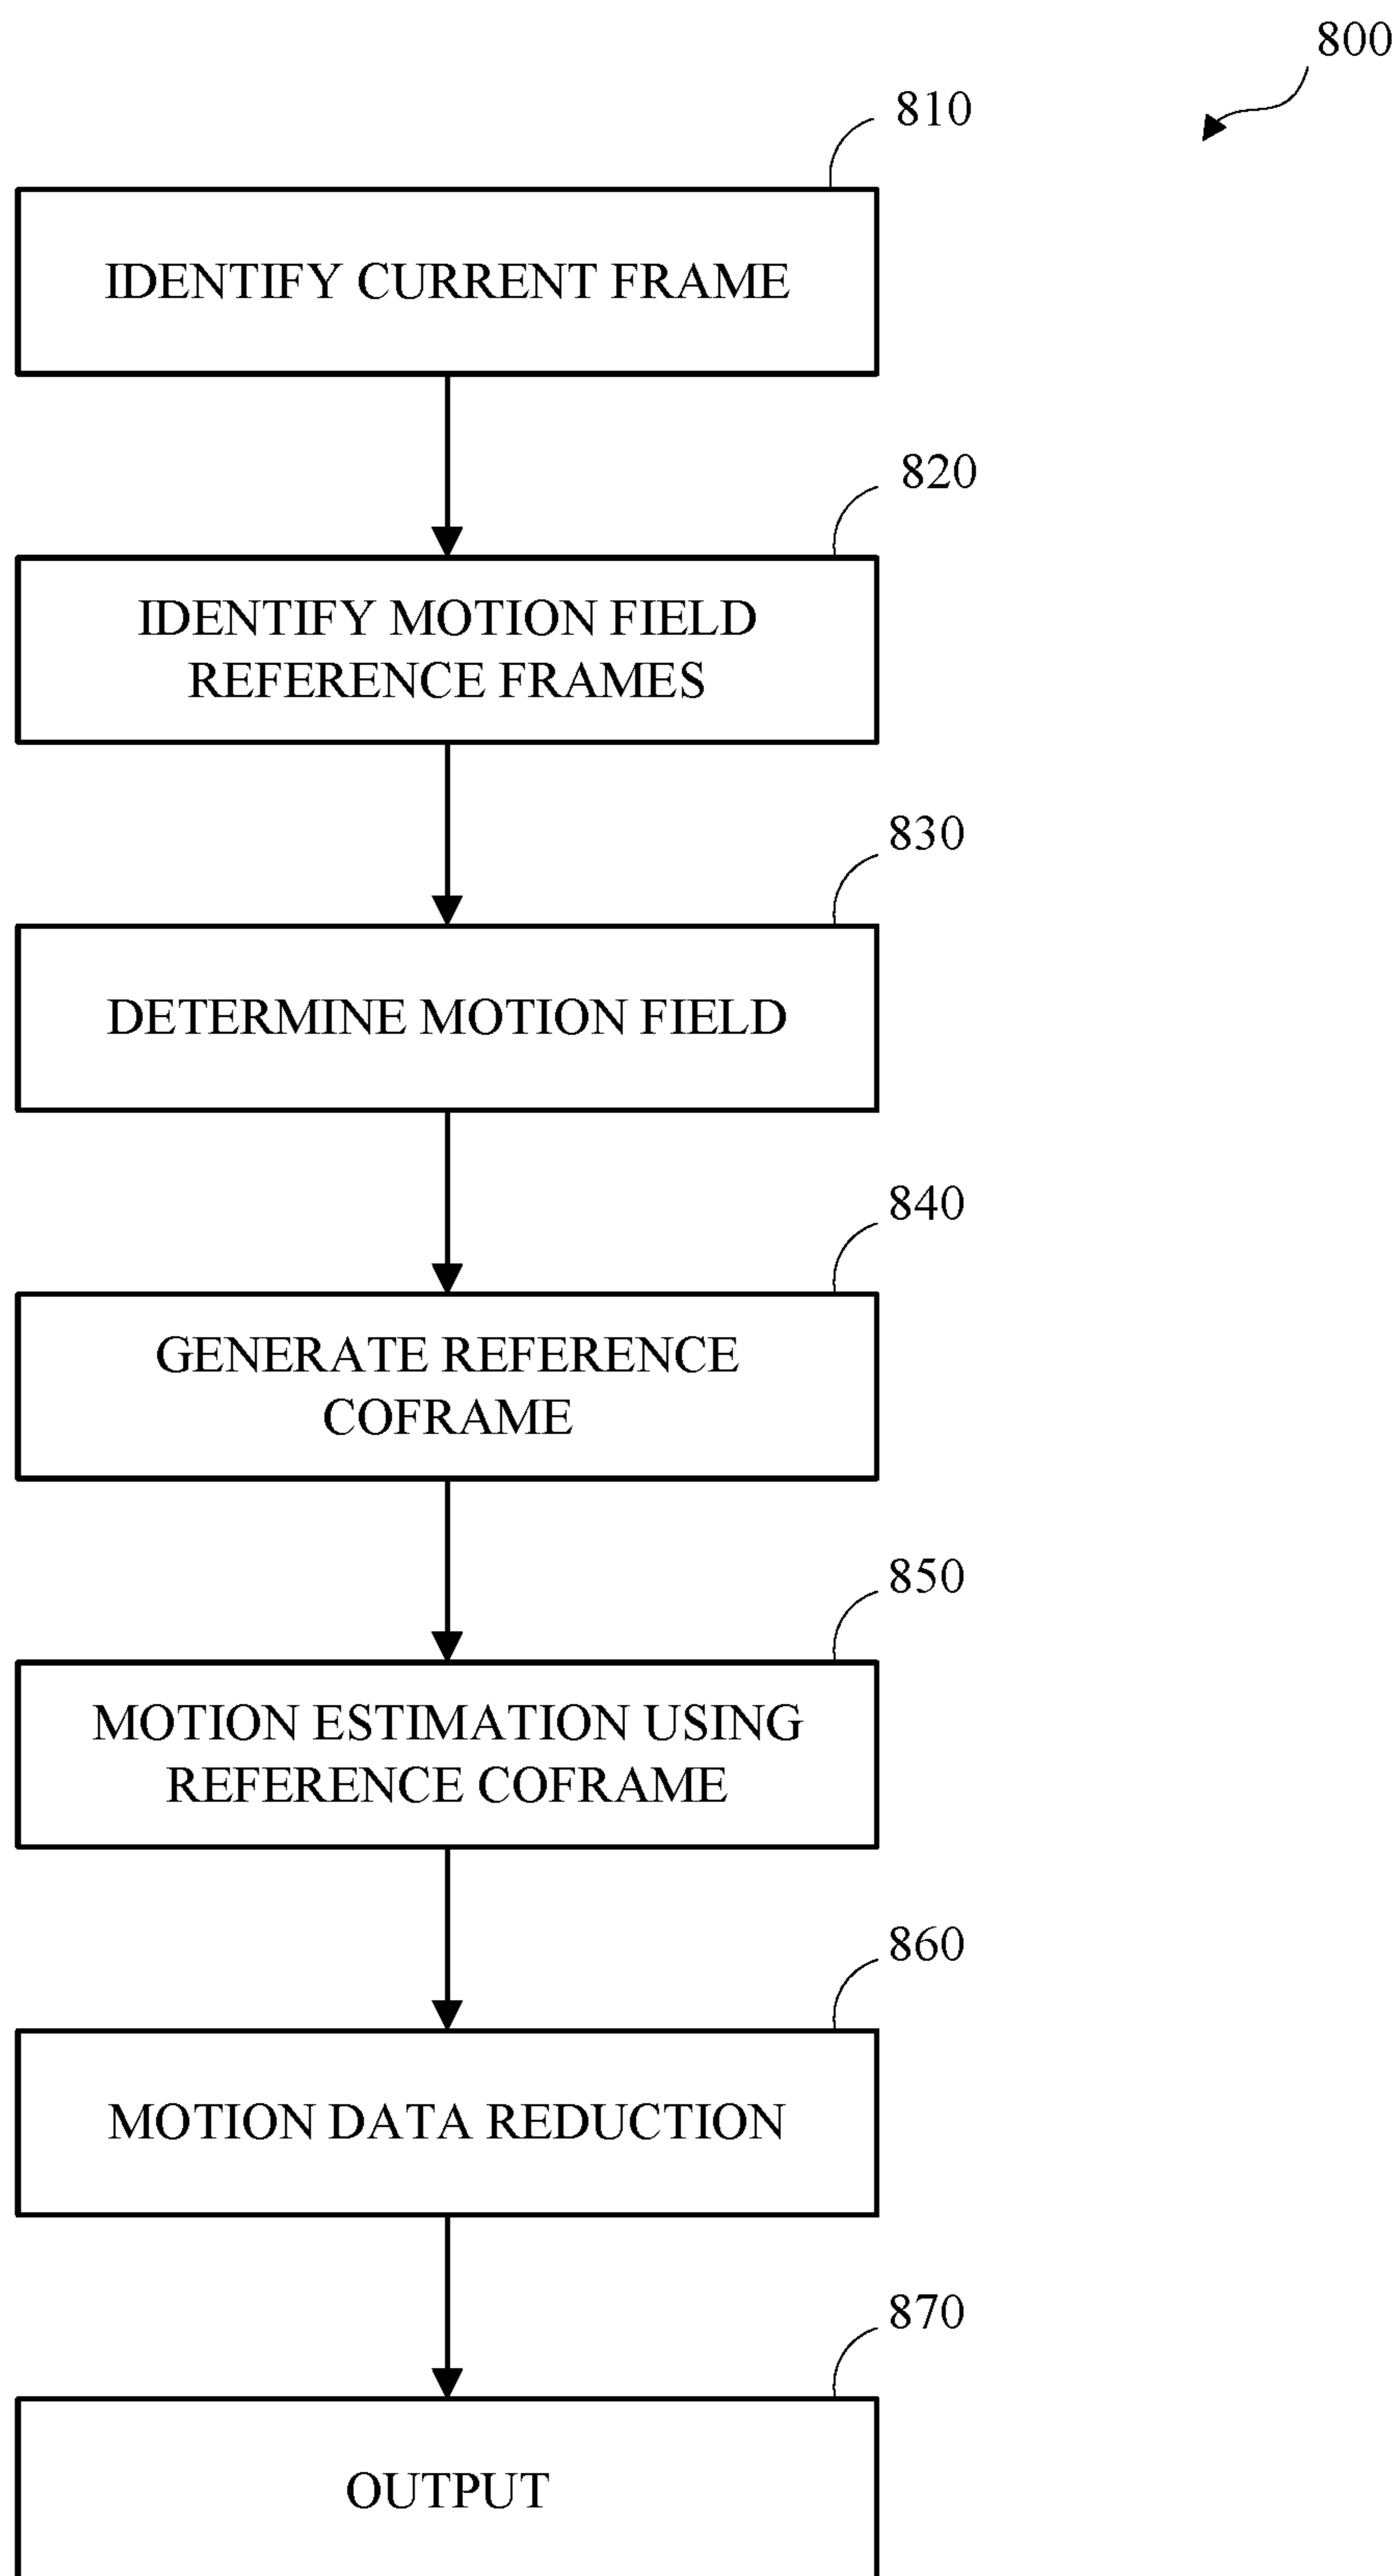 800
810
IDENTIFY CURRENT FRAME
820
IDENTIFY MOTION FIELD
REFERENCE FRAMES
830
DETERMINE MOTION FIELD
840
GENERATE REFERENCE
COFRAME
850
MOTION ESTIMATION USING
REFERENCE COFRAME
860
MOTION DATA REDUCTION
870
OUTPUT